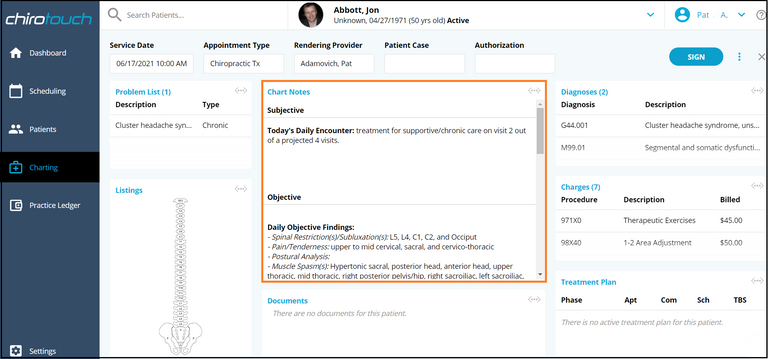 chirotouch
Search Patients...
Abbott, Jon
Unknown, 04/27/1971 (50 yrs old) Active
Pat A.
Dashboard
Scheduling
Patients
Charting
Practice Ledger
Settings
Service Date Appointment Type Rendering Provider Patient Case Authorization
06/17/2021 10:00 AM Chiropractic Tx Adamovich, Pat
SIGN
Problem List (1)
Description Type
Cluster headache syn... Chronic
Listings
Chart Notes
Subjective
Today's Daily Encounter: treatment for supportive/chronic care on visit 2 out
of a projected 4 visits.
Objective
Daily Objective Findings:
- Spinal Restriction(s)/Subluxation(s): L5, L4, C1, C2, and Occiput
- Pain/Tenderness: upper to mid cervical, sacral, and cervico-thoracic
- Postural Analysis:
- Muscle Spasm(s): Hypertonic sacral, posterior head, anterior head, upper
thoracic, mid thoracic, right posterior pelvis/hip, right sacroiliac, left sacroiliac,
Documents
There are no documents for this patient.
Diagnoses (2)
Diagnosis Description
G44.001 Cluster headache syndrome, uns...
M99.01 Segmental and somatic dysfuncti...
Charges (7)
Procedure Description Billed
971X0 Therapeutic Exercises $45.00
98X40 1-2 Area Adjustment $50.00
Treatment Plan
Phase Apt Com Sch TBS
There is no active treatment plan for this patient.